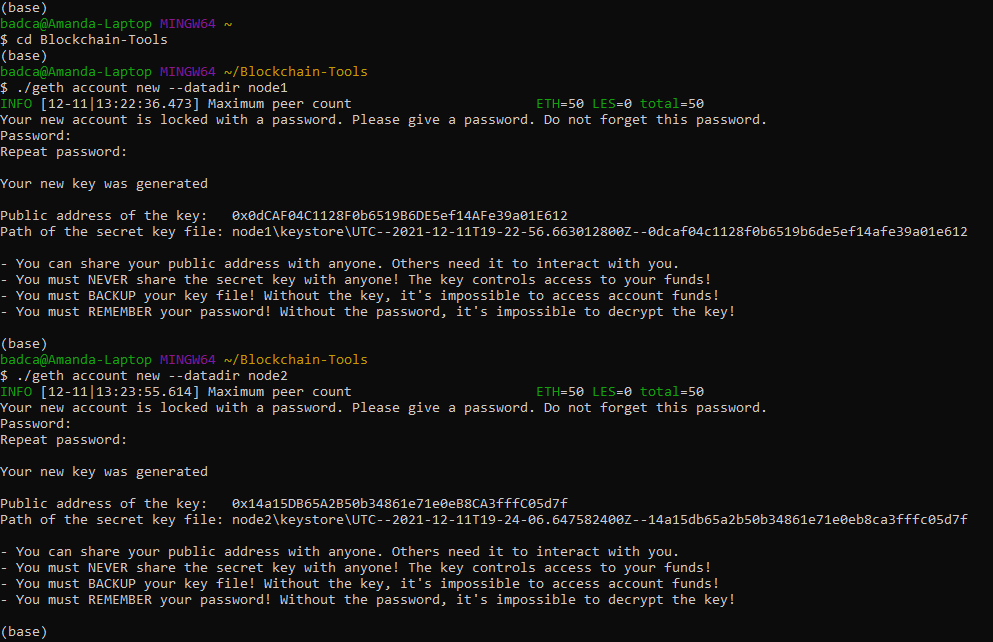 (base)
badca@Amanda-Laptop MINGW64 ~
$ cd Blockchain-Tools
(base)
badca@Amanda-Laptop MINGW64 ~/Blockchain-Tools
$ ./geth account new --datadir node1
INFO [12-11|13:22:36.473] Maximum peer count                       ETH=50 LES=0 total=50
Your new account is locked with a password. Please give a password. Do not forget this password.
Password:
Repeat password:

Your new key was generated

Public address of the key:   0x0dCAF04C1128F0b6519B6DE5ef14AFe39a01E612
Path of the secret key file: node1\keystore\UTC--2021-12-11T19-22-56.663012800Z--0dcaf04c1128f0b6519b6de5ef14afe39a01e612

- You can share your public address with anyone. Others need it to interact with you.
- You must NEVER share the secret key with anyone! The key controls access to your funds!
- You must BACKUP your key file! Without the key, it's impossible to access account funds!
- You must REMEMBER your password! Without the password, it's impossible to decrypt the key!

(base)
badca@Amanda-Laptop MINGW64 ~/Blockchain-Tools
$ ./geth account new --datadir node2
INFO [12-11|13:23:55.614] Maximum peer count                       ETH=50 LES=0 total=50
Your new account is locked with a password. Please give a password. Do not forget this password.
Password:
Repeat password:

Your new key was generated

Public address of the key:   0x14a15DB65A2B50b34861e71e0eB8CA3fffC05d7f
Path of the secret key file: node2\keystore\UTC--2021-12-11T19-24-06.647582400Z--14a15db65a2b50b34861e71e0eb8ca3fffc05d7f

- You can share your public address with anyone. Others need it to interact with you.
- You must NEVER share the secret key with anyone! The key controls access to your funds!
- You must BACKUP your key file! Without the key, it's impossible to access account funds!
- You must REMEMBER your password! Without the password, it's impossible to decrypt the key!

(base)